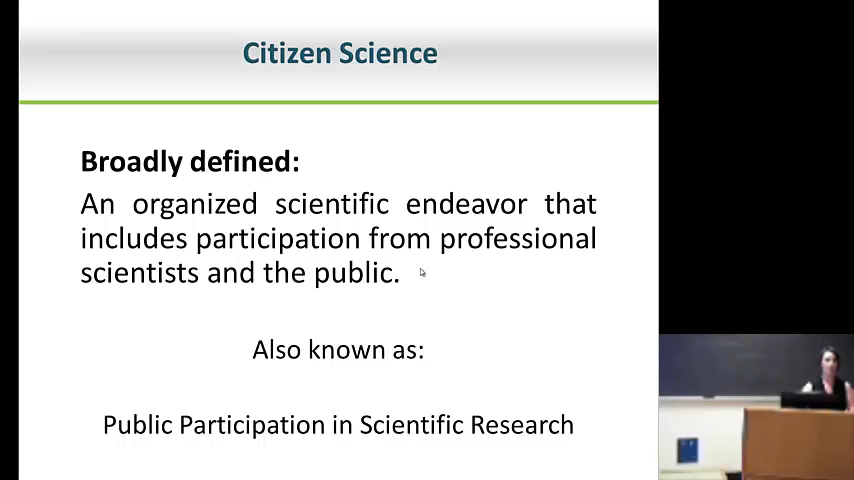 Citizen Science
Broadly defined:
An organized scientific endeavor that
includes participation from professional
scientists and the public.
Also known as:
Public Participation in Scientific Research